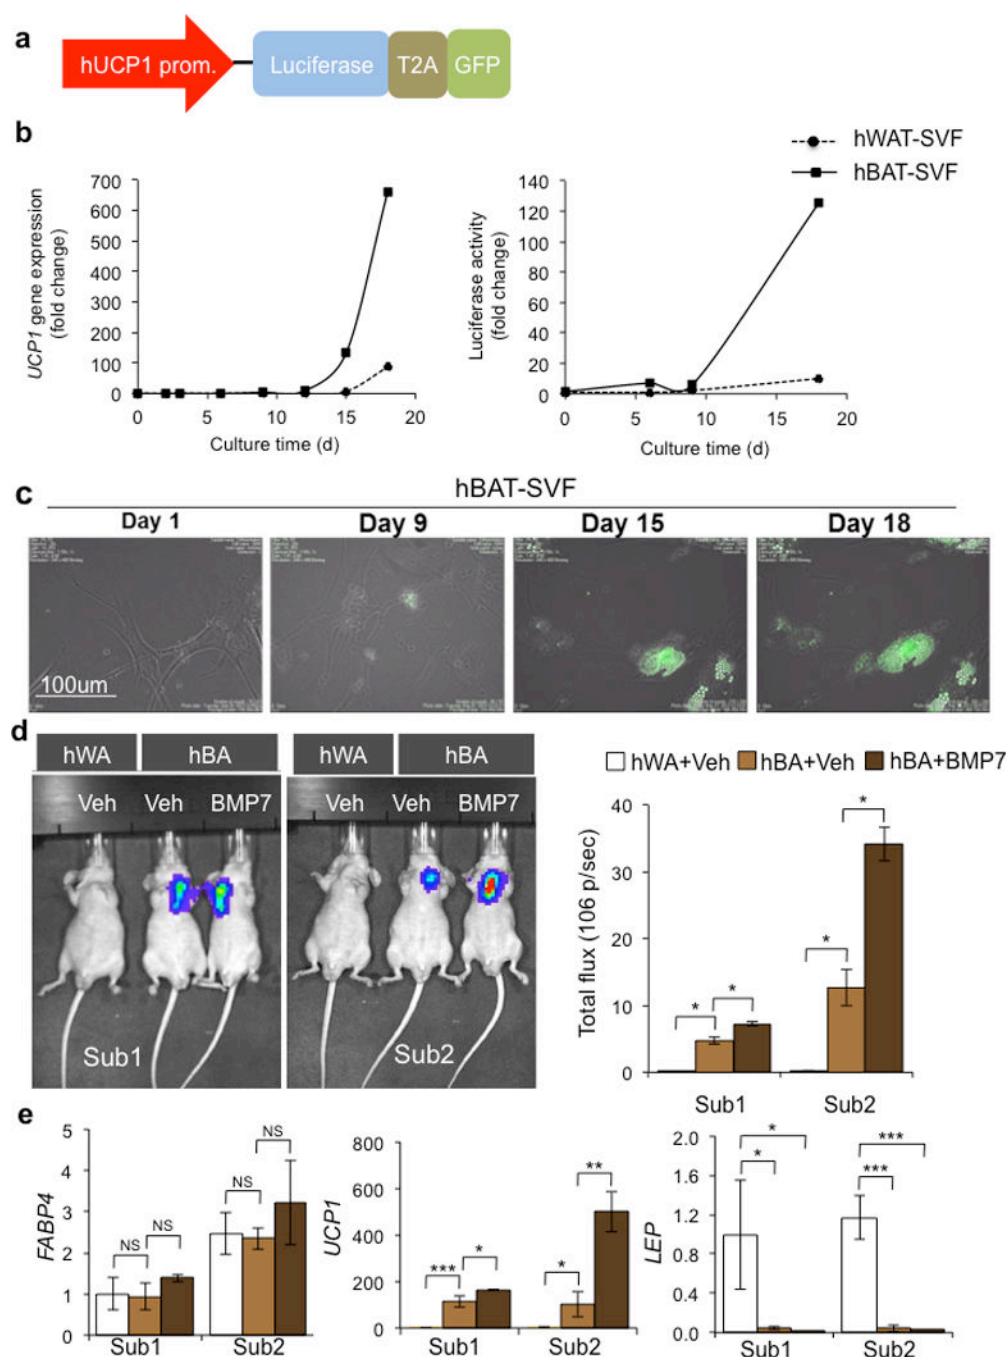 a
hUCP1 prom.
Luciferase
T2A
GFP
b
hWAT-SVF
hBAT-SVF
UCP1 gene expression
(fold change)
700
600
500
400
300
200
100
0
0 5 10 15 20
Culture time (d)
Luciferase activity
(fold change)
140
120
100
80
60
40
20
0
0 5 10 15 20
Culture time (d)
c
hBAT-SVF
Day 1 Day 9 Day 15 Day 18
100um
d
hWA hBA
Veh Veh BMP7
Sub1
hWA hBA
Veh Veh BMP7
Sub2
hWA+Veh hBA+Veh hBA+BMP7
Total flux (106 p/sec)
40
30
20
10
0
* * * *
Sub1 Sub2
e
FABP4
5
4
3
2
1
0
NS NS NS NS
Sub1 Sub2
UCP1
800
600
400
200
0
*** * * **
Sub1 Sub2
LEP
2.0
1.6
1.2
0.8
0.4
0.0
* * *** ***
Sub1 Sub2